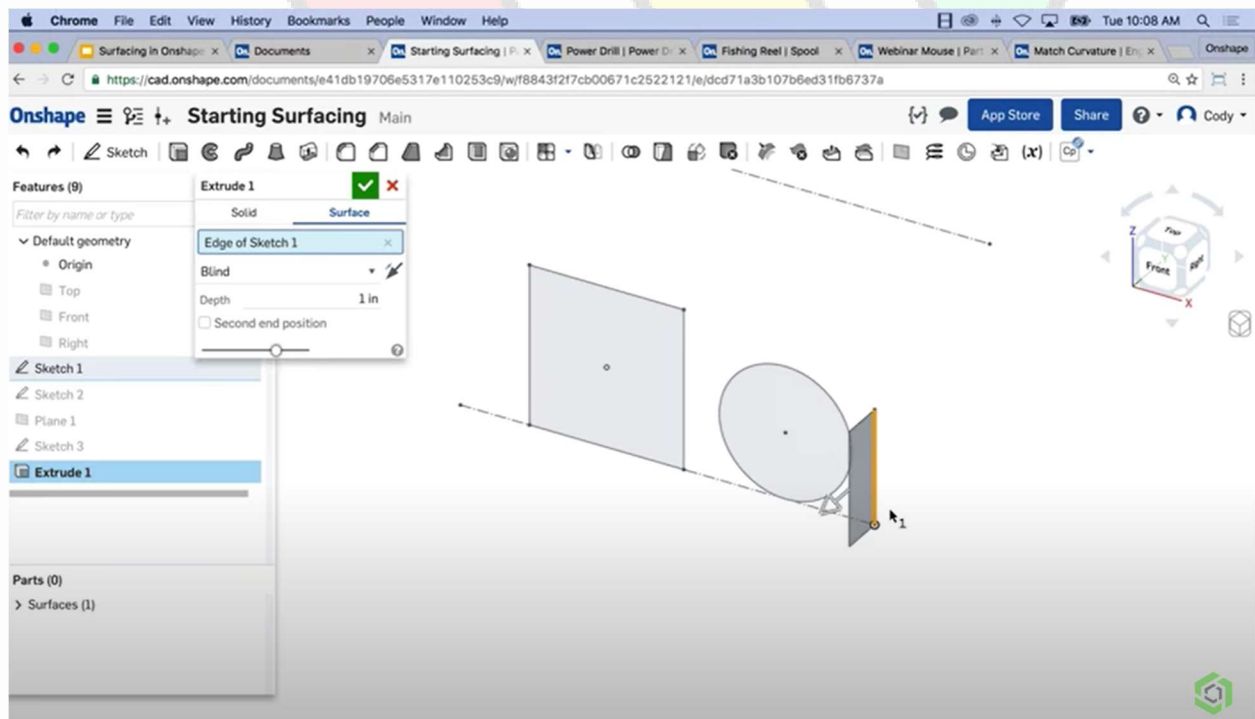 Chrome File Edit View History Bookmarks People Window Help Tue 10:08 AM
Surfacing in Onshape × Documents × Starting Surfacing | P × Power Drill | Power D × Fishing Reel | Spool × Webinar Mouse | Part × Match Curvature | En × Onshape
https://cad.onshape.com/documents/e41db19706e5317e110253c9/w/f8843f2f7cb00671c2522121/e/dcd71a3b107b6ed31fb6737a
Onshape Starting Surfacing Main App Store Share Cody
Sketch (x) Cp
Features (9)
Extrude 1
Filter by name or type
Solid Surface
Default geometry
Edge of Sketch 1
Origin
Blind
Top
Depth 1 in
Front
Second end position
Right
Sketch 1
Sketch 2
Plane 1
Sketch 3
Extrude 1
Parts (0)
Surfaces (1)
Z
Top
Y
Front Right
X
1